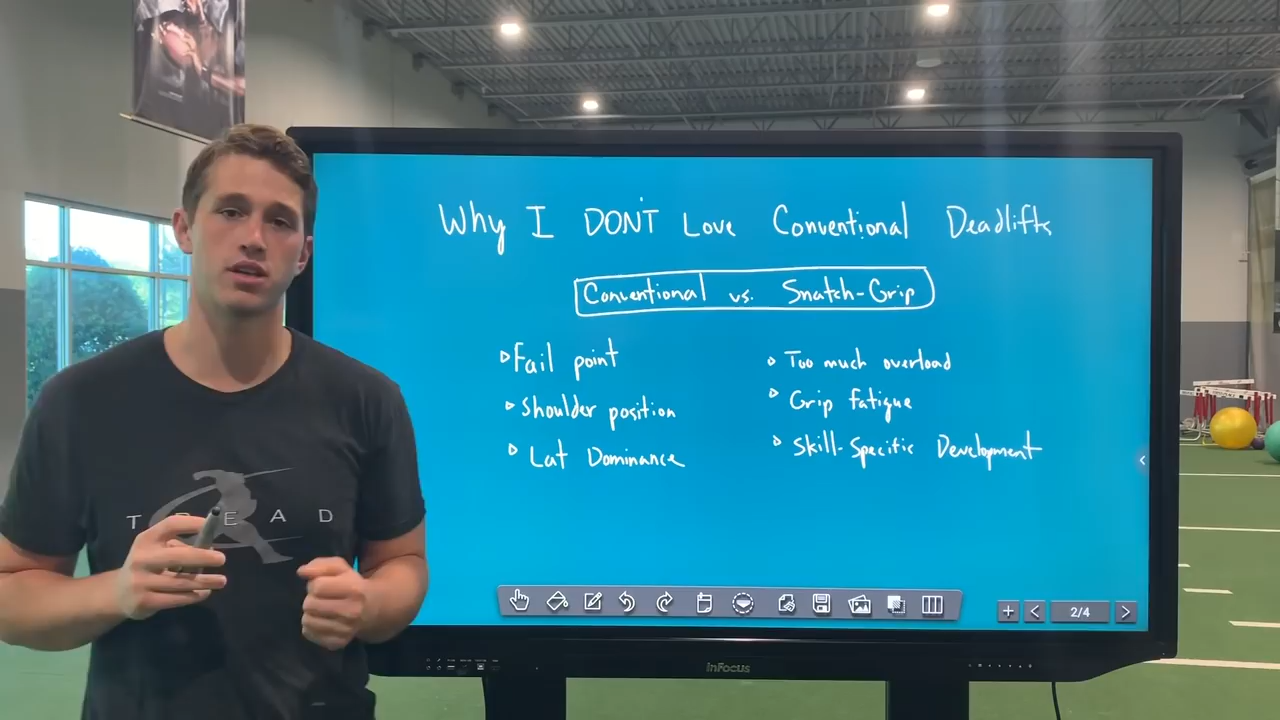 Why I DON'T Love Conventional Deadlifts
Conventional vs. Snatch-Grip
Fail point
Shoulder position
Lat Dominance
Too much overload
Grip fatigue
Skill-Specific Development
TREAD
2/4
InFocus